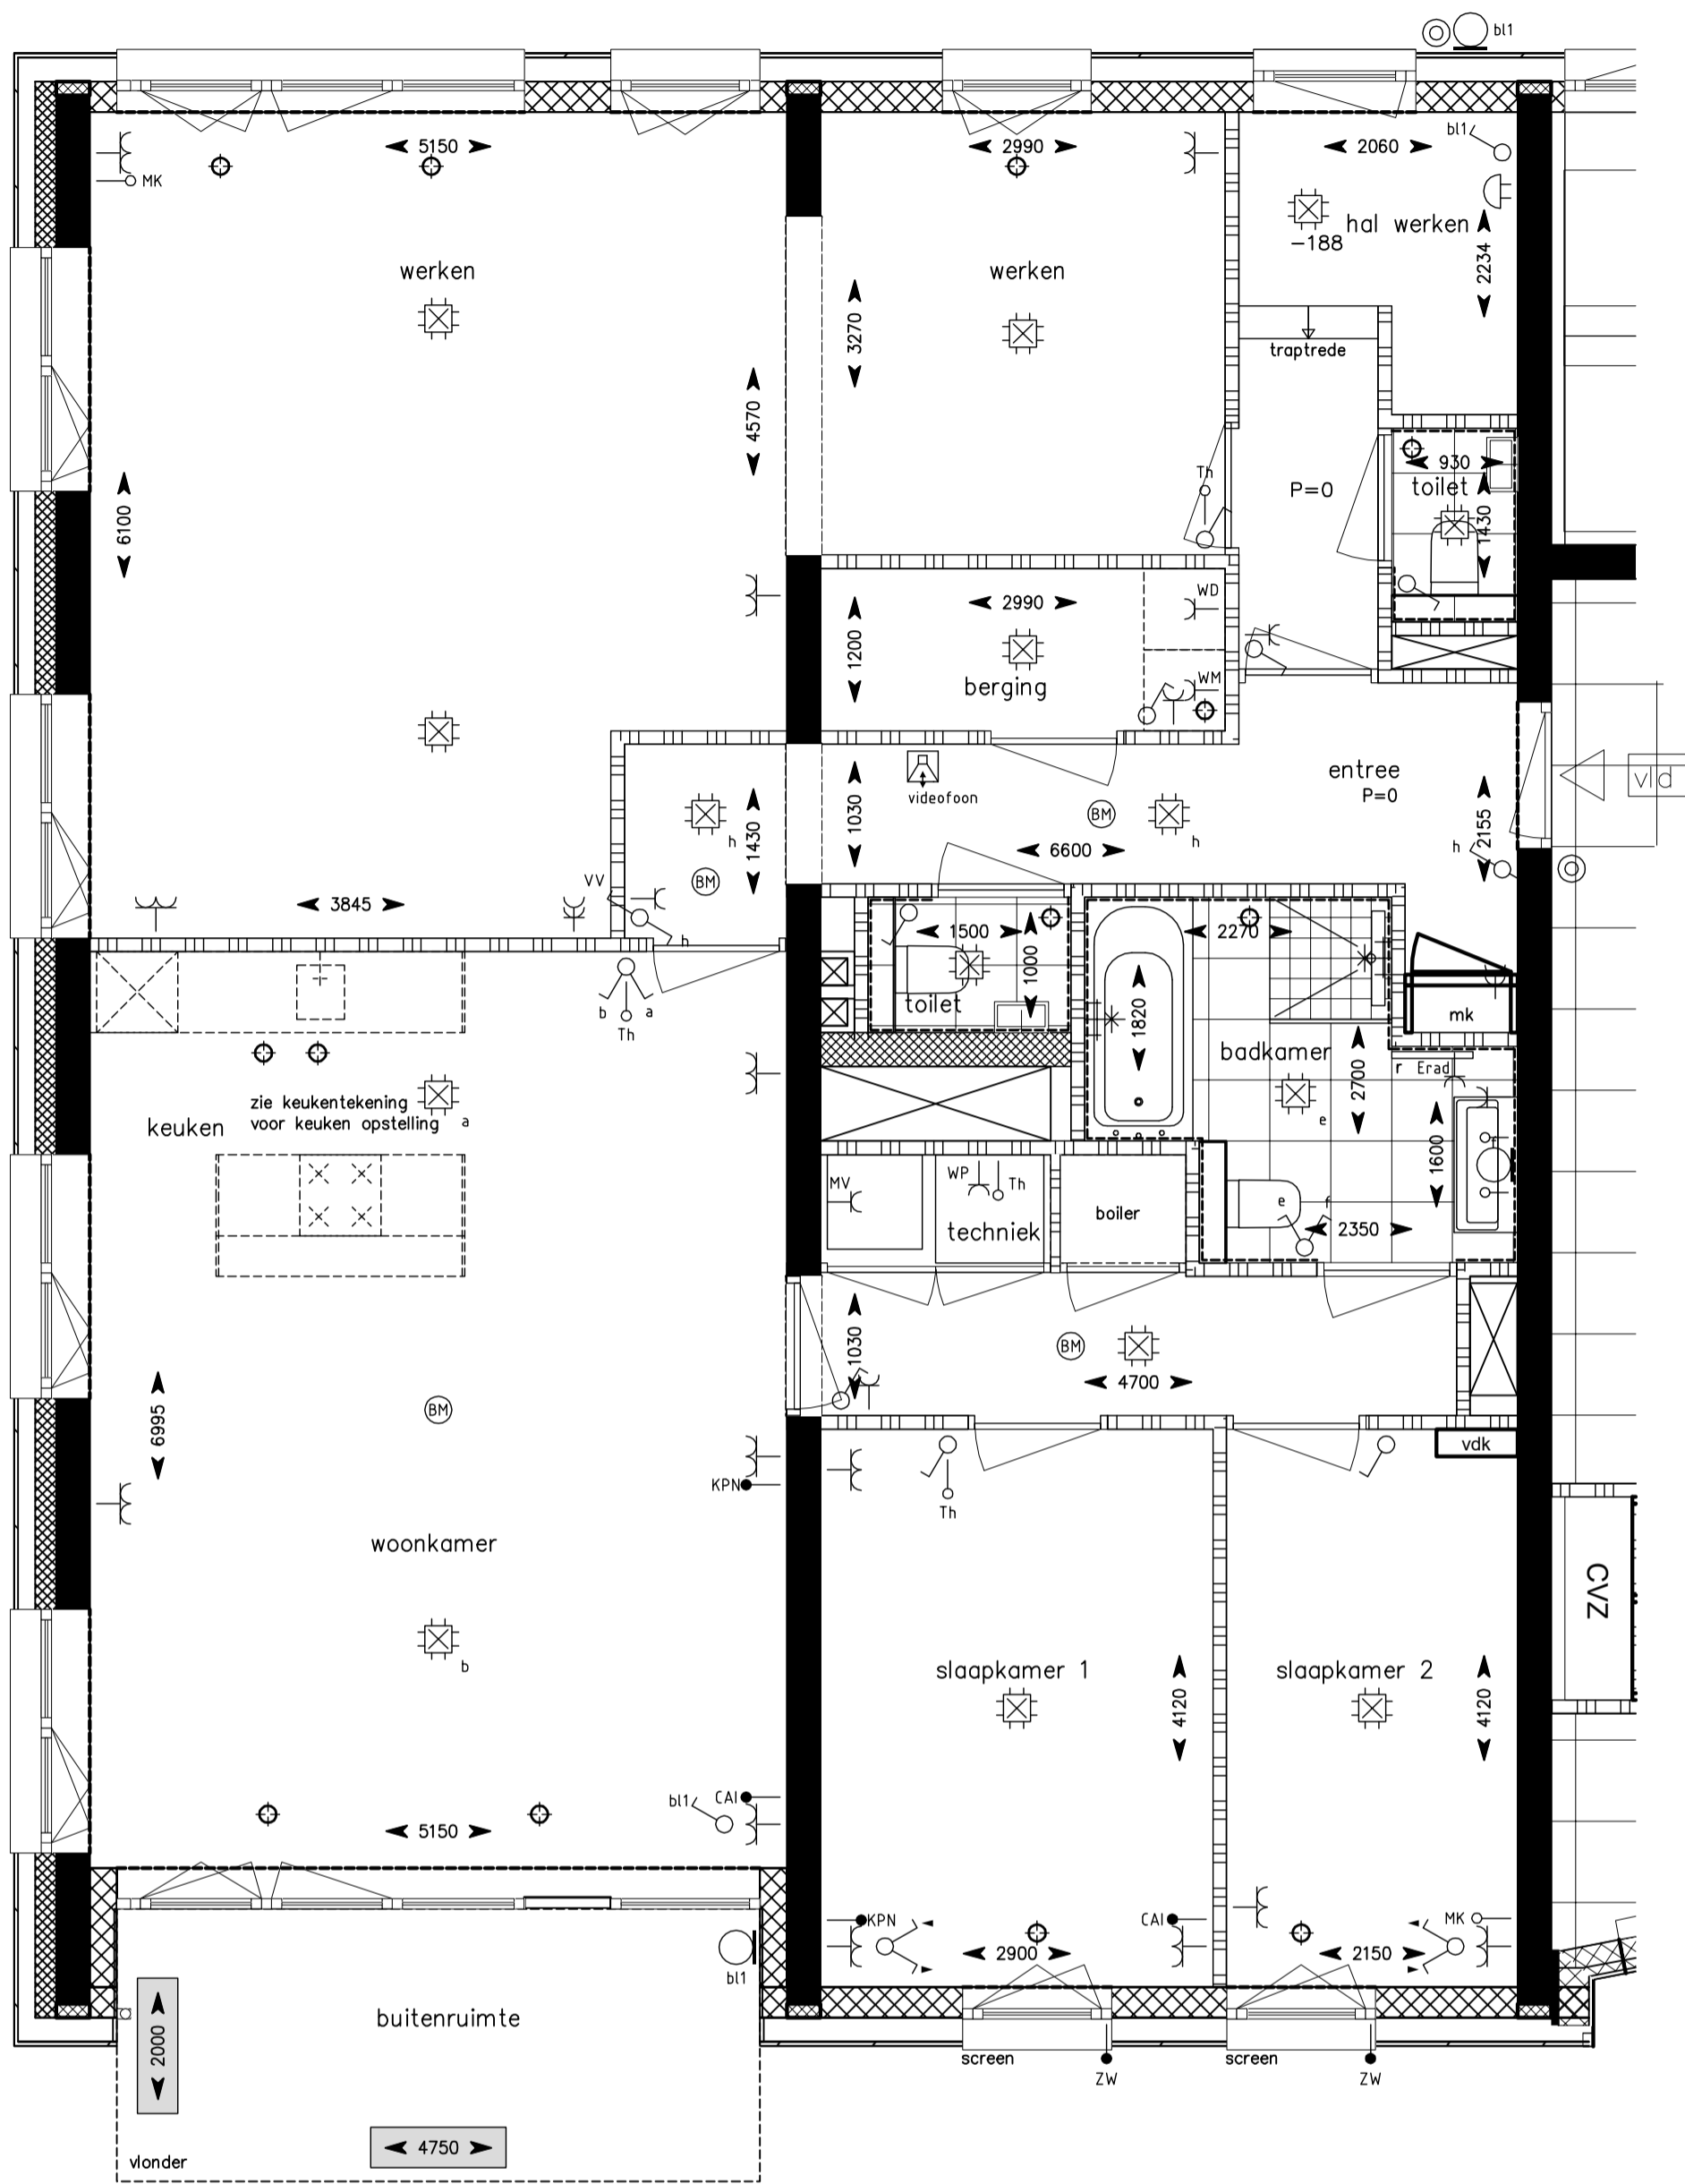 bl1
5150
2990
2060
bl1
MK
hal werken
-188
2234
werken
werken
3270
traptrede
4570
930
toilet
Th
P=0
1430
6100
2990
WD
1200
berging
WM
entree
P=0
vld
videofoon
BM
1030
1430
h
h
2155
6600
h
BM
VV
3845
h
1500
1000
2270
toilet
1820
mk
b
a
Th
badkamer
2700
r
Erad
zie keukentekening
voor keuken opstelling
a
keuken
e
1600
MV
WP
Th
boiler
techniek
e
f
f
2350
1030
BM
4700
6995
BM
vdk
KPN
Th
woonkamer
CVZ
b
slaapkamer 1
slaapkamer 2
4120
4120
bl1
CAI
5150
KPN
CAI
MK
2900
2150
bl1
buitenruimte
2000
screen
screen
ZW
ZW
4750
vlonder